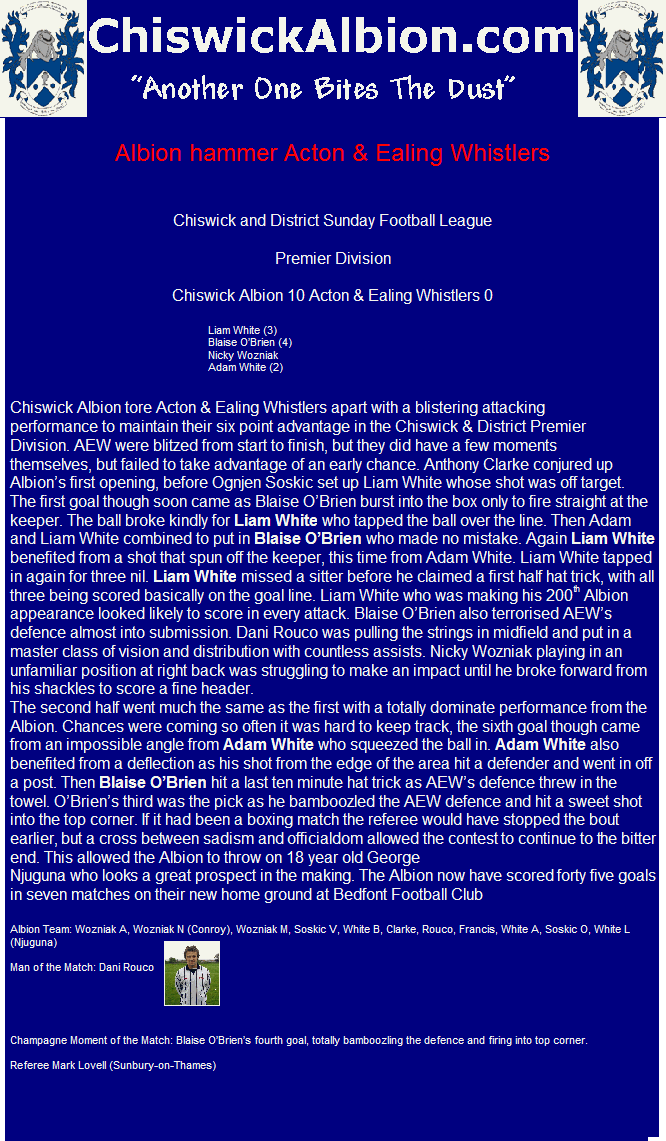 ChiswickAlbion.com
“Another One Bites The Dust”
Albion hammer Acton & Ealing Whistlers
Chiswick and District Sunday Football League
Premier Division
Chiswick Albion 10 Acton & Ealing Whistlers 0
Liam White (3)
Blaise O'Brien (4)
Nicky Wozniak
Adam White (2)
Chiswick Albion tore Acton & Ealing Whistlers apart with a blistering attacking
performance to maintain their six point advantage in the Chiswick & District Premier
Division. AEW were blitzed from start to finish, but they did have a few moments
themselves, but failed to take advantage of an early chance. Anthony Clarke conjured up
Albion’s first opening, before Ognjen Soskic set up Liam White whose shot was off target.
The first goal though soon came as Blaise O’Brien burst into the box only to fire straight at the
keeper. The ball broke kindly for Liam White who tapped the ball over the line. Then Adam
and Liam White combined to put in Blaise O’Brien who made no mistake. Again Liam White
benefited from a shot that spun off the keeper, this time from Adam White. Liam White tapped
in again for three nil. Liam White missed a sitter before he claimed a first half hat trick, with all
three being scored basically on the goal line. Liam White who was making his 200th Albion
appearance looked likely to score in every attack. Blaise O’Brien also terrorised AEW’s
defence almost into submission. Dani Rouco was pulling the strings in midfield and put in a
master class of vision and distribution with countless assists. Nicky Wozniak playing in an
unfamiliar position at right back was struggling to make an impact until he broke forward from
his shackles to score a fine header.
The second half went much the same as the first with a totally dominate performance from the
Albion. Chances were coming so often it was hard to keep track, the sixth goal though came
from an impossible angle from Adam White who squeezed the ball in. Adam White also
benefited from a deflection as his shot from the edge of the area hit a defender and went in off
a post. Then Blaise O’Brien hit a last ten minute hat trick as AEW’s defence threw in the
towel. O’Brien’s third was the pick as he bamboozled the AEW defence and hit a sweet shot
into the top corner. If it had been a boxing match the referee would have stopped the bout
earlier, but a cross between sadism and officialdom allowed the contest to continue to the bitter
end. This allowed the Albion to throw on 18 year old George
Njuguna who looks a great prospect in the making. The Albion now have scored forty five goals
in seven matches on their new home ground at Bedfont Football Club
Albion Team: Wozniak A, Wozniak N (Conroy), Wozniak M, Soskic V, White B, Clarke, Rouco, Francis, White A, Soskic O, White L
(Njuguna)
Man of the Match: Dani Rouco
Champagne Moment of the Match: Blaise O'Brien's fourth goal, totally bamboozling the defence and firing into top corner.
Referee Mark Lovell (Sunbury-on-Thames)